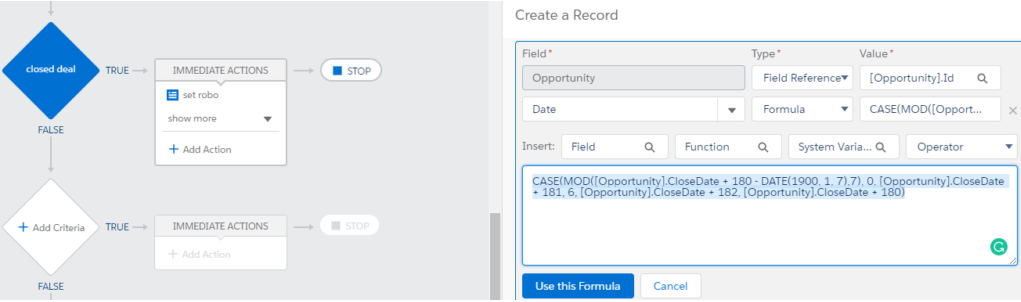 closed deal
TRUE
IMMEDIATE ACTIONS
STOP
set robo
show more
+ Add Action
FALSE
+ Add Criteria
TRUE
IMMEDIATE ACTIONS
STOP
+ Add Action
FALSE
Create a Record
Field* Type* Value*
Opportunity Field Reference [Opportunity].Id
Date Formula CASE(MOD([Opport...
Insert: Field Function System Varia... Operator
CASE(MOD([Opportunity].CloseDate + 180 - DATE(1900, 1, 7),7), 0, [Opportunity].CloseDate
+ 181, 6, [Opportunity].CloseDate + 182, [Opportunity].CloseDate + 180)
Use this Formula Cancel